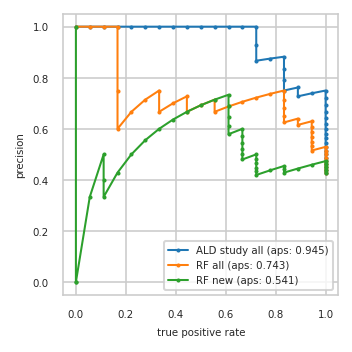 precision
1.0
0.8
0.6
0.4
0.2
0.0
ALD study all (aps: 0.945)
RF all (aps: 0.743)
RF new (aps: 0.541)
0.0 0.2 0.4 0.6 0.8 1.0
true positive rate